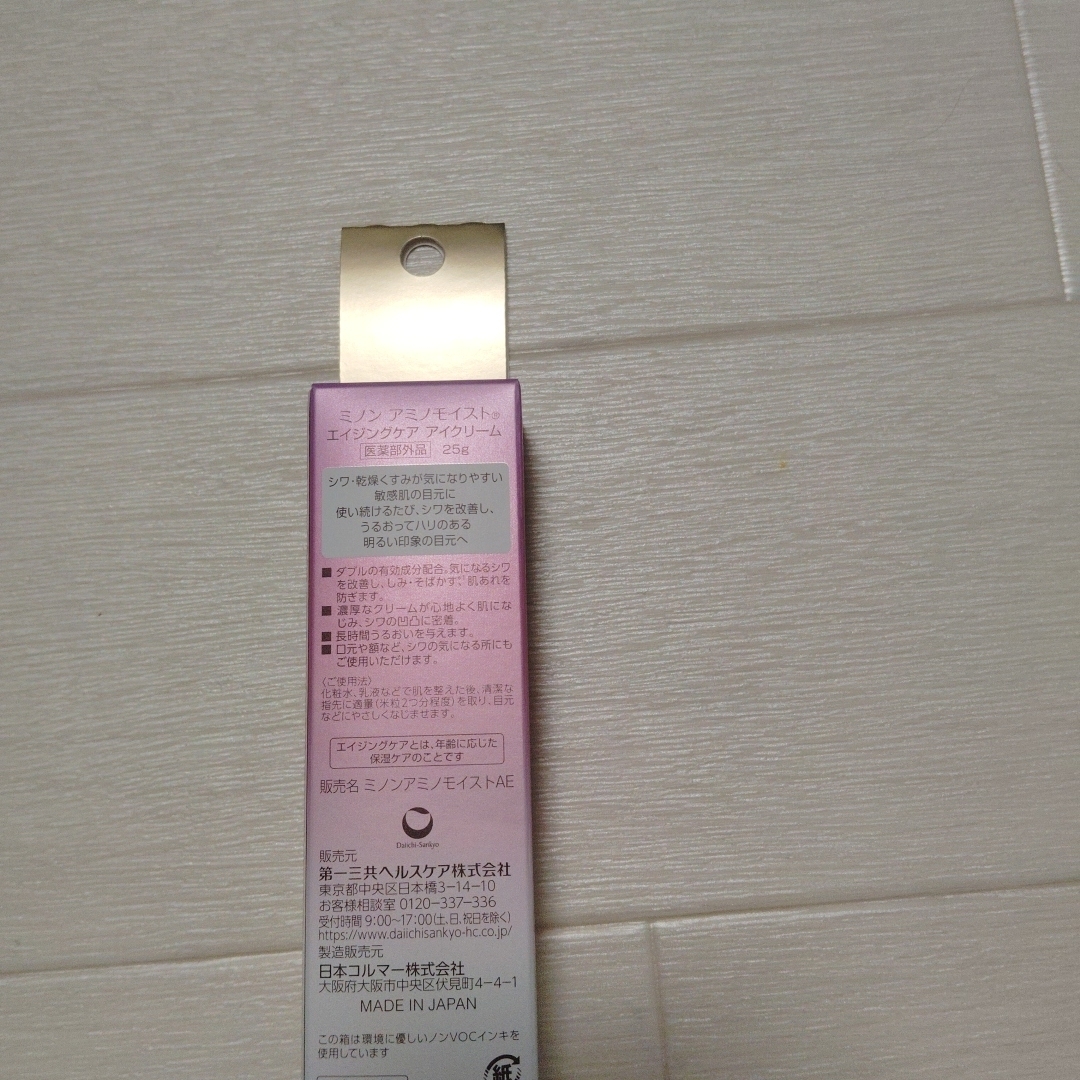 ミノン アミノモイスト®
エイジングケア アイクリーム
医薬部外品 25g
シワ・乾燥くすみが気になりやすい
敏感肌の目元に
使い続けるたび、シワを改善し、
うるおってハリのある
明るい印象の目元へ
■ ダブルの有効成分配合。気になるシワ
を改善し、しみ・そばかす、肌あれを
防ぎます。
■ 濃厚なクリームが心地よく肌にな
じみ、シワの凹凸に密着。
■ 長時間うるおいを与えます。
■ 口元や額など、シワの気になる所にも
ご使用いただけます。
〈ご使用法〉
化粧水、乳液などで肌を整えた後、清潔な
指先に適量(米粒2つ分程度)を取り、目元
などにやさしくなじませます。
エイジングケアとは、年齢に応じた
保湿ケアのことです
販売名 ミノンアミノモイストAE
Daiichi-Sankyo
販売元
第一三共ヘルスケア株式会社
東京都中央区日本橋3-14-10
お客様相談室 0120-337-336
受付時間 9:00~17:00(土、日、祝日を除く)
https://www.daiichisankyo-hc.co.jp/
製造販売元
日本コルマー株式会社
大阪府大阪市中央区伏見町4-4-1
MADE IN JAPAN
この箱は環境に優しいノンVOCインキを
使用しています
紙